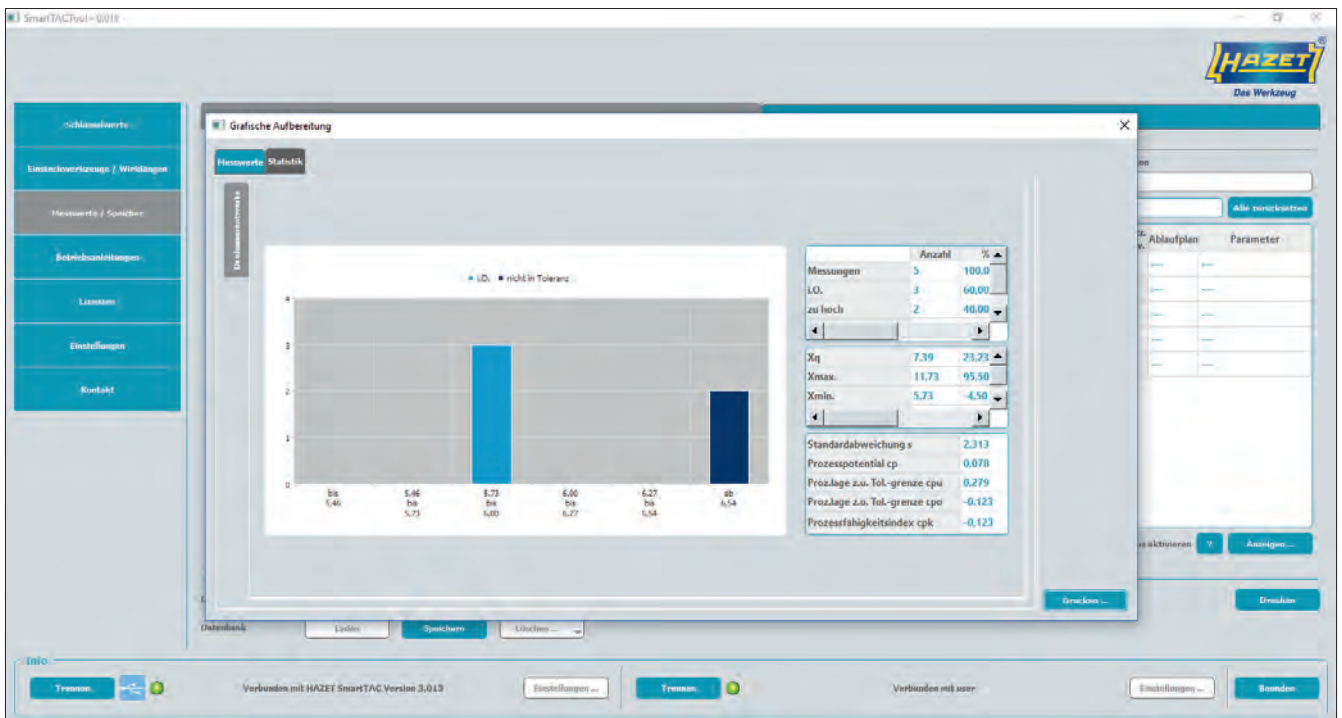 SmartTACTool - 0.018
HAZET
®
Das Werkzeug
Schlüsselwerte
Einsteckwerkzeuge / Wirklängen
Messwerte / Speicher
Betriebsanleitungen
Lizenzen
Einstellungen
Kontakt
Grafische Aufbereitung
Messwerte Statistik
Drehmomentwerte
i.O. nicht in Toleranz
4
3
2
1
0
bis 5,46
5,46 bis 5,73
5,73 bis 6,00
6,00 bis 6,27
6,27 bis 6,54
ab 6,54
Anzahl %
Messungen 5 100.0
i.O. 3 60,00
zu hoch 2 40,00
Xq 7,39 23,23
Xmax. 11,73 95,50
Xmin. 5,73 -4,50
Standardabweichung s 2,313
Prozesspotential cp 0,078
Proz.lage z.u. Tol.-grenze cpu 0,279
Proz.lage z.o. Tol.-grenze cpo -0,123
Prozessfähigkeitsindex cpk -0,123
Drucken ...
en
Alle zurücksetzen
Ablaufplan Parameter
---- ----
---- ----
---- ----
---- ----
---- ----
us aktivieren ? Anzeigen ...
Drucken
Datenbank Laden Speichern Löschen ...
Info
Trennen Verbunden mit HAZET SmartTAC Version 3.013 Einstellungen ... Trennen Verbunden mit user Einstellungen ... Beenden